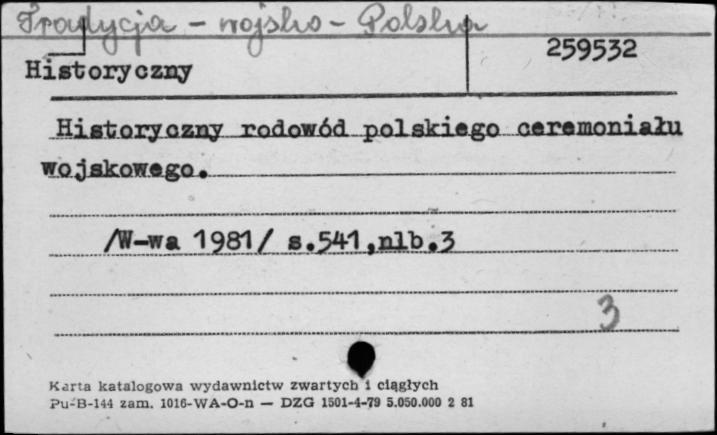 Tradycja - wojsko - Polska
259532
Historyczny
Historyczny rodowód polskiego ceremoniału
wojskowego.
/W-wa 1981/ s.541,nlb.3
3
Karta katalogowa wydawnictw zwartych i ciągłych
Pu-B-144 zam. 1016-WA-O-n — DZG 1501-4-79 5.050.000 2 81